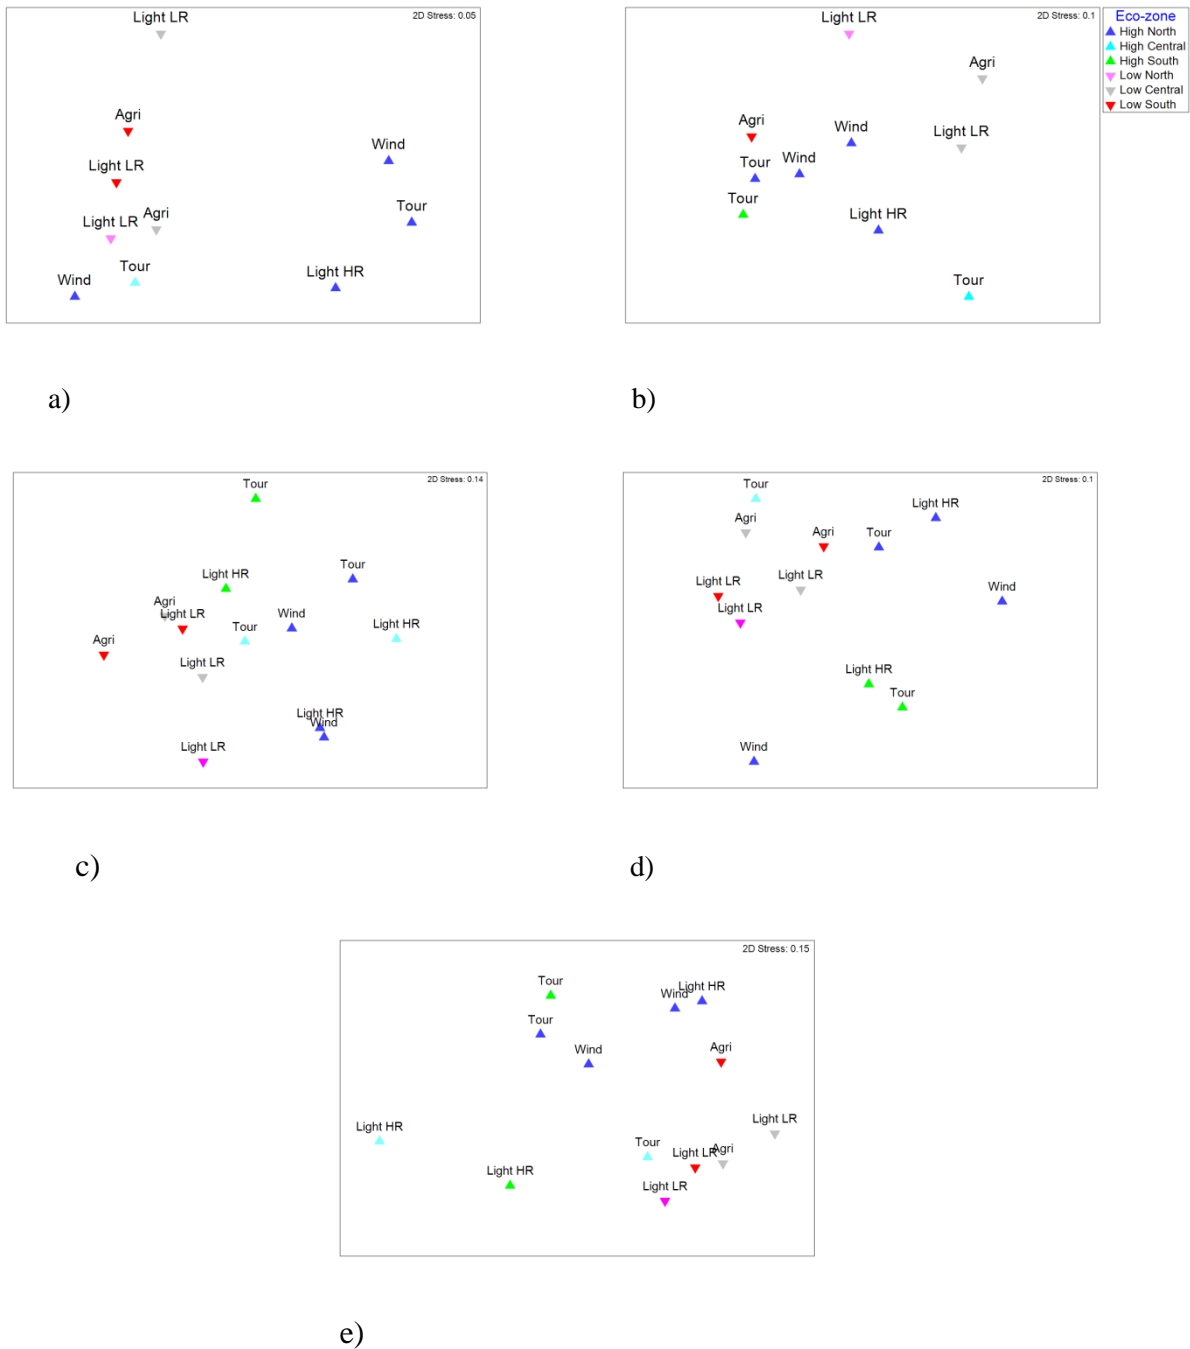 Light LR
2D Stress: 0.05
Agri
Wind
Light LR
Tour
Light LR
Agri
Wind
Tour
Light HR
a)
Light LR
2D Stress: 0.1
Agri
Agri
Wind
Light LR
Tour
Wind
Tour
Light HR
Tour
Eco-zone
High North
High Central
High South
Low North
Low Central
Low South
b)
Tour
2D Stress: 0.14
Light HR
Tour
Agri
Light LR
Wind
Tour
Light HR
Agri
Light LR
Light HR
Wind
Light LR
c)
Tour
2D Stress: 0.1
Light HR
Agri
Agri
Tour
Light LR
Light LR
Wind
Light LR
Light HR
Tour
Wind
d)
2D Stress: 0.15
Tour
Light HR
Wind
Tour
Wind
Agri
Light HR
Light LR
Tour
Light LR
Agri
Light HR
Light LR
e)